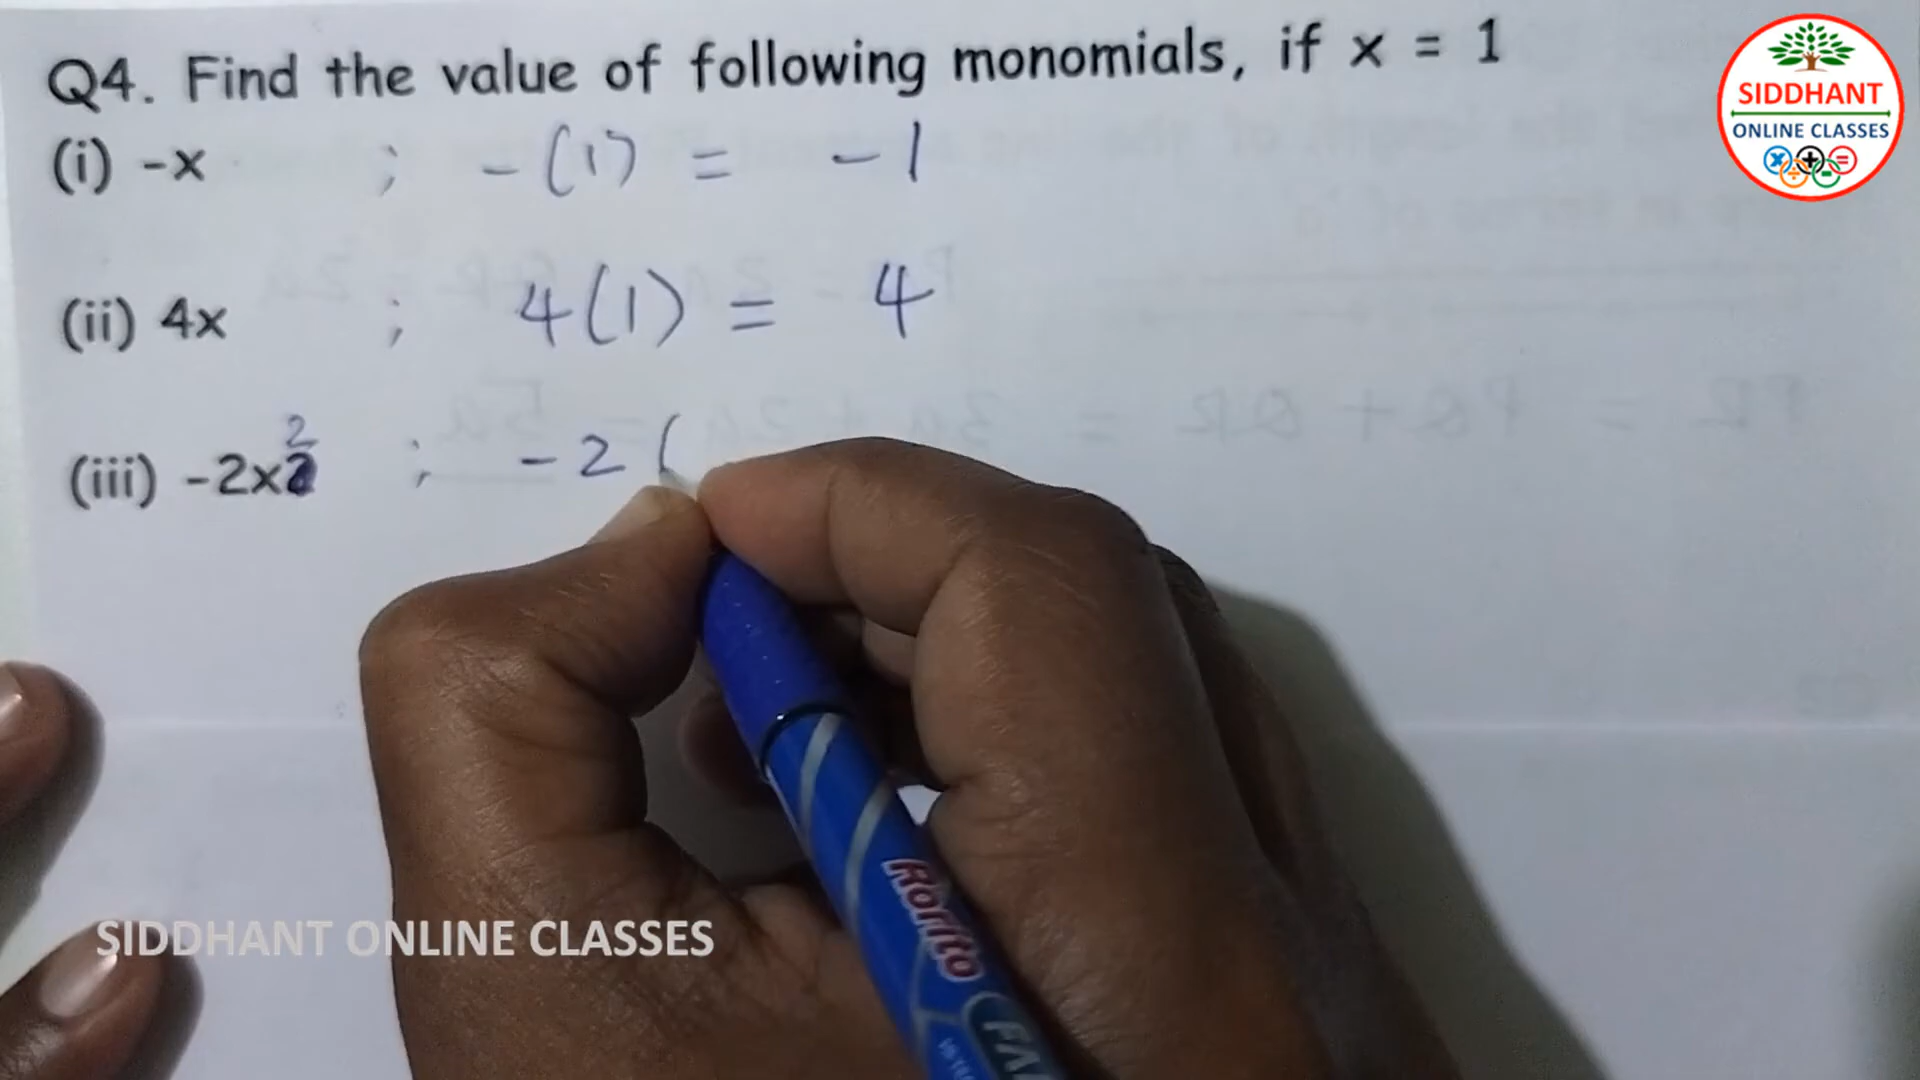 Q4. Find the value of following monomials, if x = 1
(i) -x ; -(1) = -1
(ii) 4x ; 4(1) = 4
(iii) -2x² ; -2(
SIDDHANT
ONLINE CLASSES
SIDDHANT ONLINE CLASSES
Rorito